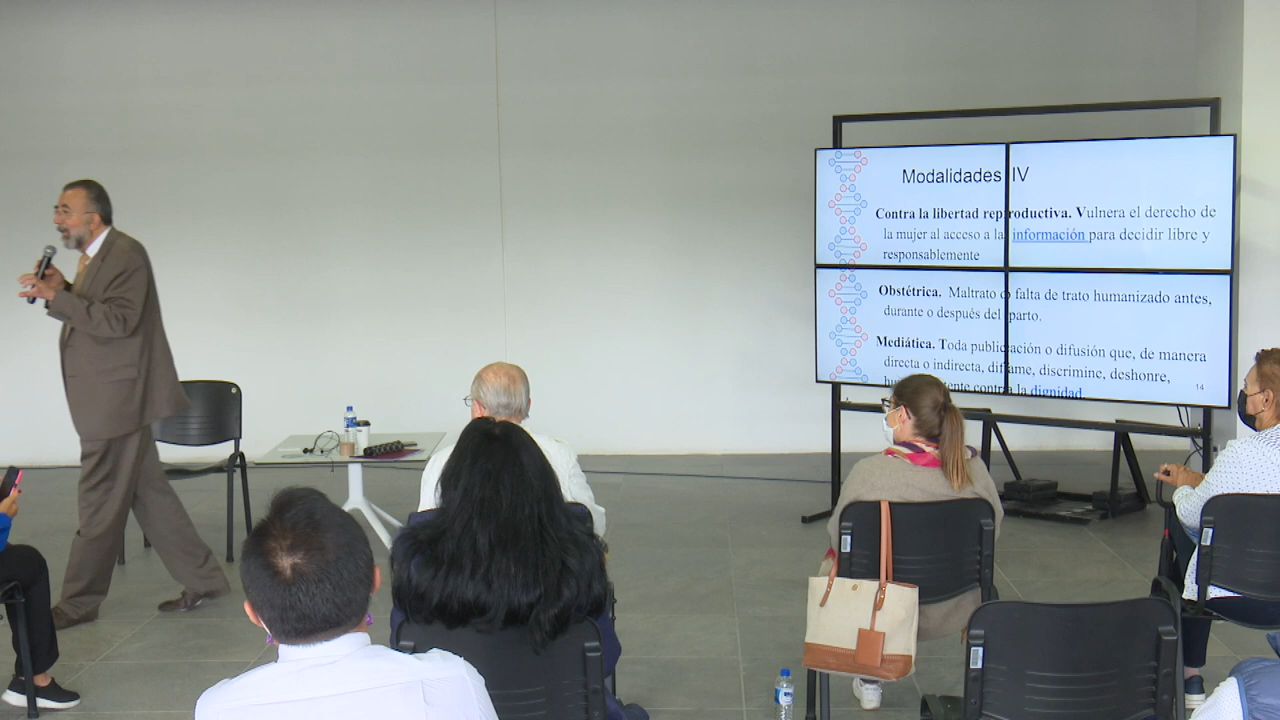 Modalidades IV
Contra la libertad reproductiva. Vulnera el derecho de
la mujer al acceso a la información para decidir libre y
responsablemente
Obstétrica. Maltrato o falta de trato humanizado antes,
durante o después del parto.
Mediática. Toda publicación o difusión que, de manera
directa o indirecta, difame, discrimine, deshonre,
contra la dignidad
14